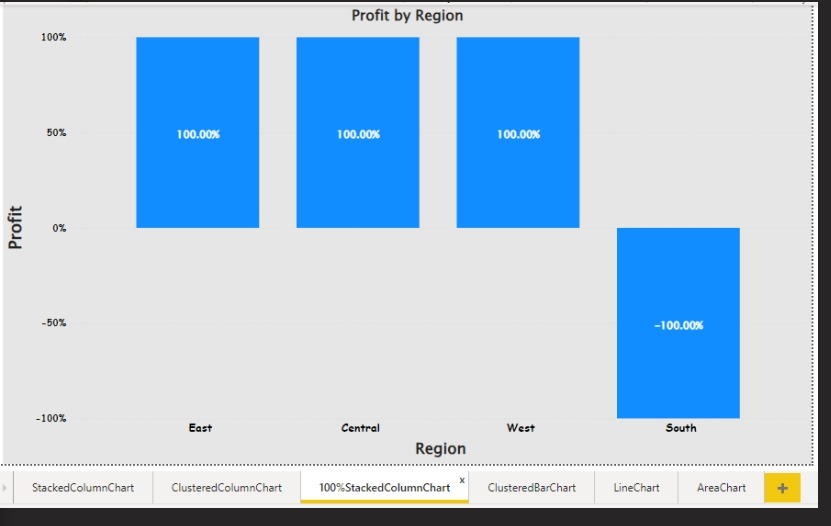 Profit by Region
100%
50%
0%
-50%
-100%
Profit
100.00%
100.00%
100.00%
-100.00%
East
Central
West
South
Region
StackedColumnChart
ClusteredColumnChart
100%StackedColumnChart
x
ClusteredBarChart
LineChart
AreaChart
+